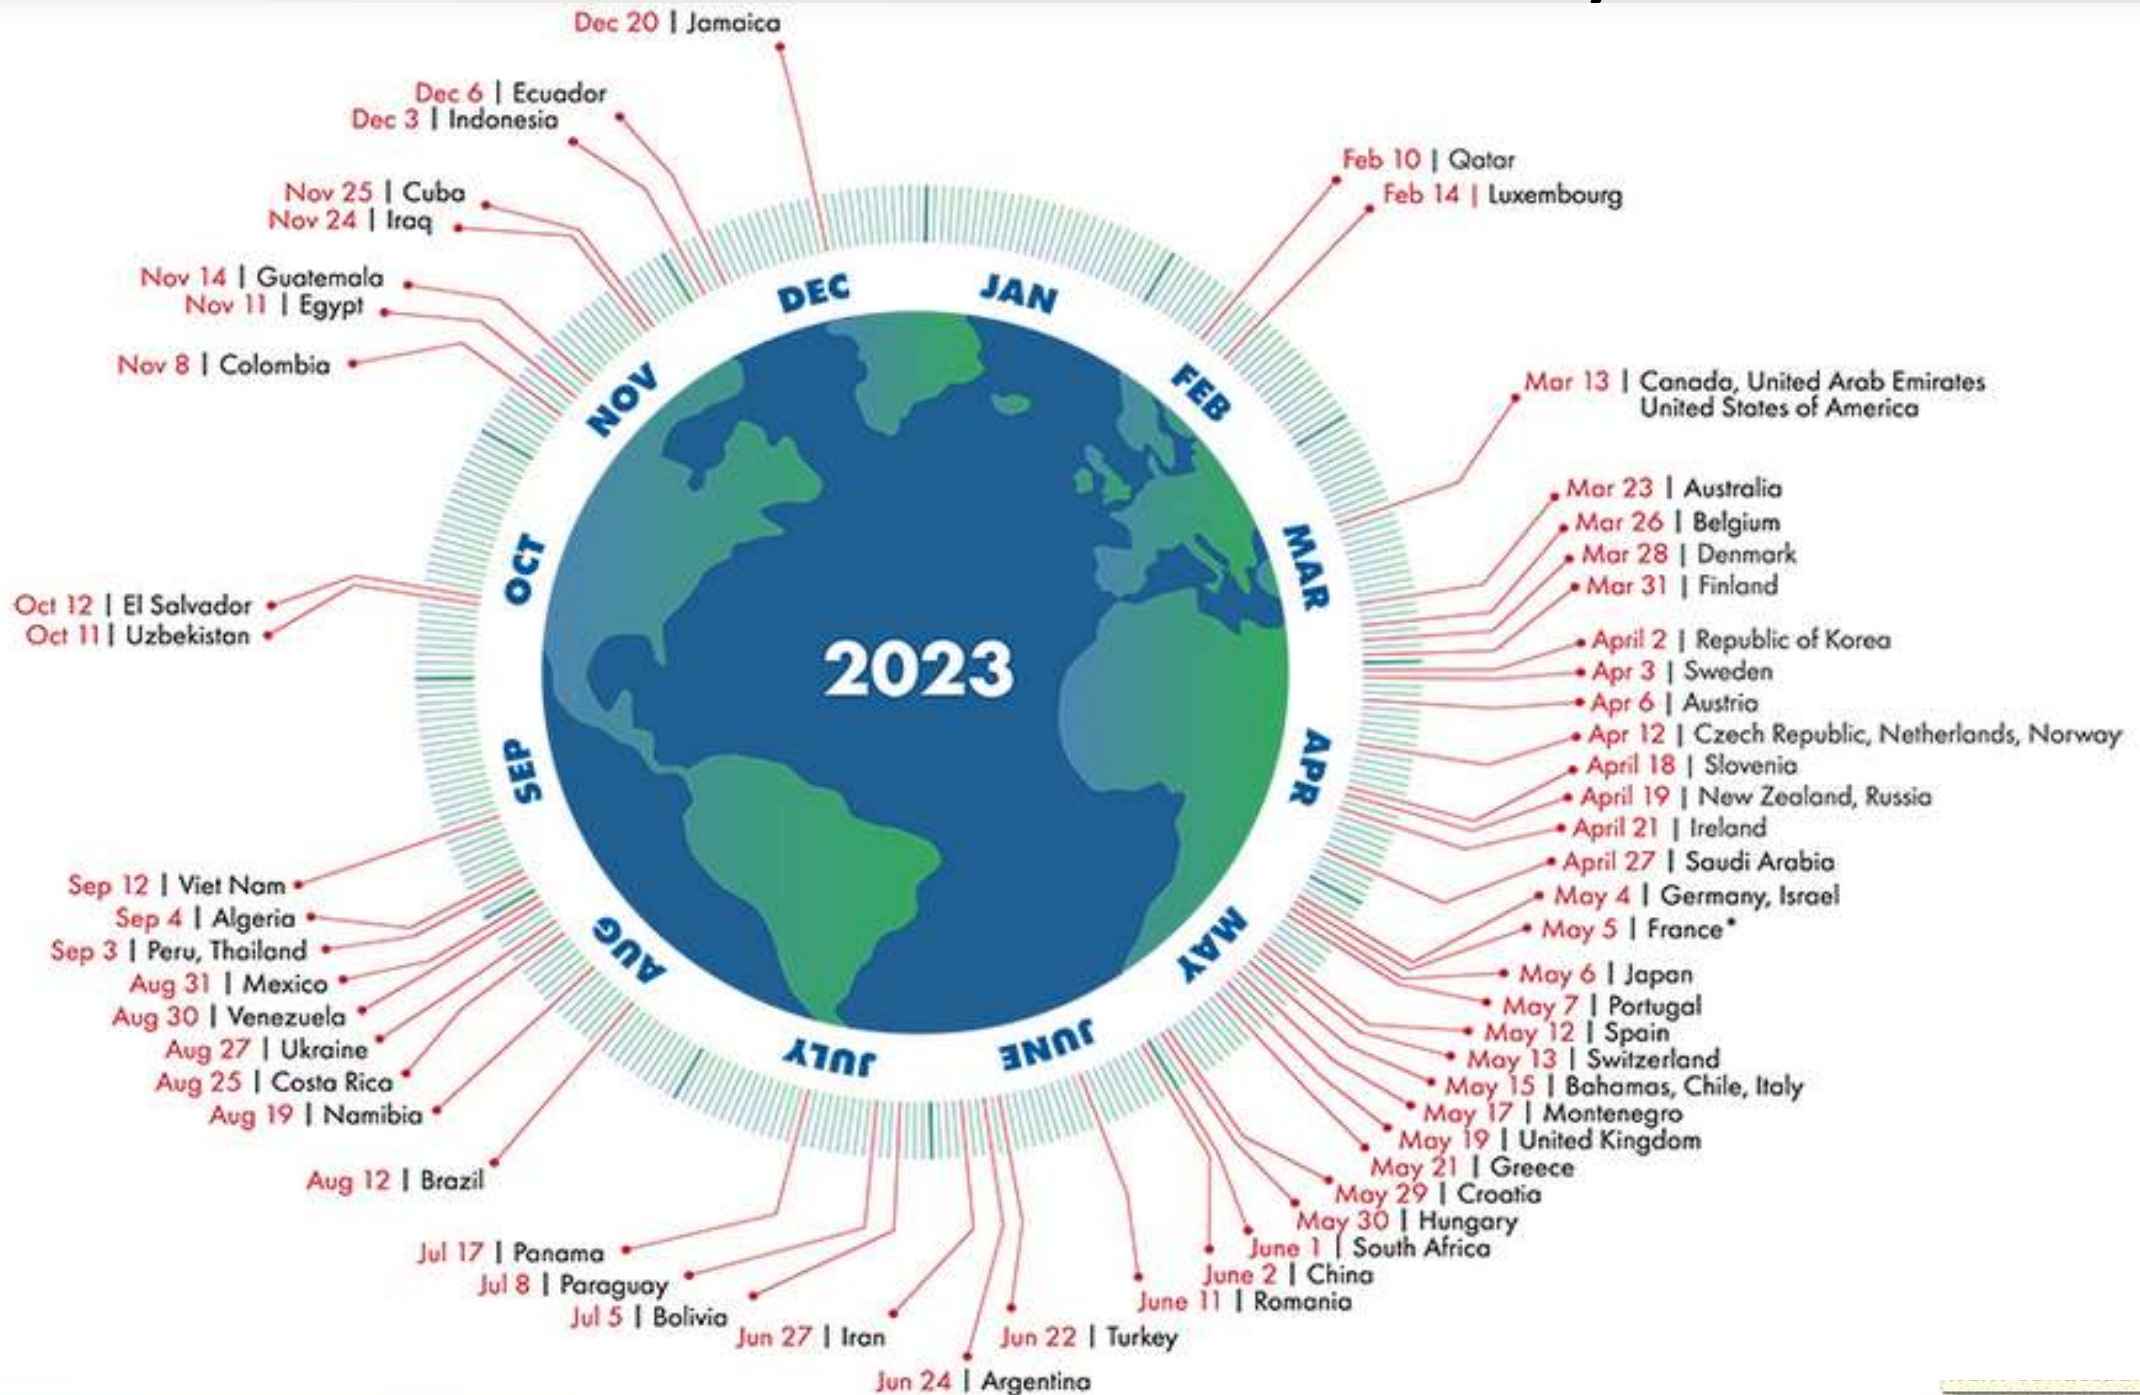 Dec 20 | Jamaica
Dec 6 | Ecuador
Dec 3 | Indonesia
Nov 25 | Cuba
Nov 24 | Iraq
Nov 14 | Guatemala
Nov 11 | Egypt
Nov 8 | Colombia
Oct 12 | El Salvador
Oct 11 | Uzbekistan
Sep 12 | Viet Nam
Sep 4 | Algeria
Sep 3 | Peru, Thailand
Aug 31 | Mexico
Aug 30 | Venezuela
Aug 27 | Ukraine
Aug 25 | Costa Rica
Aug 19 | Namibia
Aug 12 | Brazil
Jul 17 | Panama
Jul 8 | Paraguay
Jul 5 | Bolivia
Jun 27 | Iran
Jun 24 | Argentina
Jun 22 | Turkey
Feb 10 | Qatar
Feb 14 | Luxembourg
Mar 13 | Canada, United Arab Emirates
United States of America
Mar 23 | Australia
Mar 26 | Belgium
Mar 28 | Denmark
Mar 31 | Finland
April 2 | Republic of Korea
Apr 3 | Sweden
Apr 6 | Austria
Apr 12 | Czech Republic, Netherlands, Norway
April 18 | Slovenia
April 19 | New Zealand, Russia
April 21 | Ireland
April 27 | Saudi Arabia
May 4 | Germany, Israel
May 5 | France*
May 6 | Japan
May 7 | Portugal
May 12 | Spain
May 13 | Switzerland
May 15 | Bahamas, Chile, Italy
May 17 | Montenegro
May 19 | United Kingdom
May 21 | Greece
May 29 | Croatia
May 30 | Hungary
June 1 | South Africa
June 2 | China
June 11 | Romania
JAN
FEB
MAR
APR
MAY
JUNE
JULY
AUG
SEP
OCT
NOV
DEC
2023